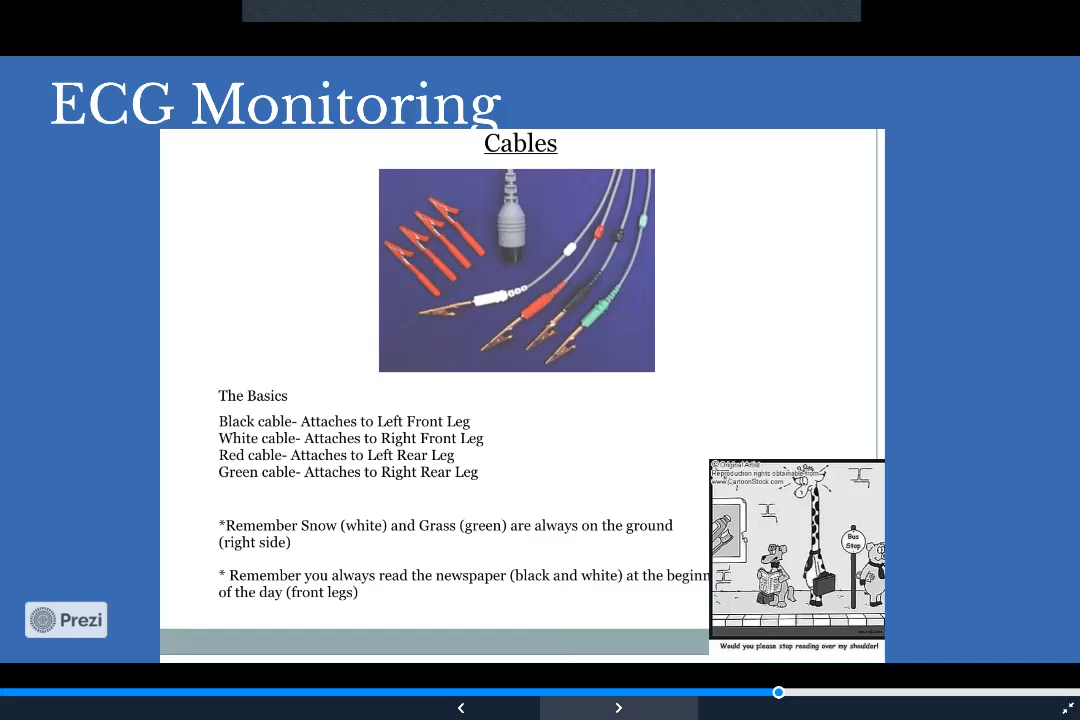 ECG Monitoring
Cables
The Basics
Black cable- Attaches to Left Front Leg
White cable- Attaches to Right Front Leg
Red cable- Attaches to Left Rear Leg
Green cable- Attaches to Right Rear Leg
*Remember Snow (white) and Grass (green) are always on the ground
(right side)
* Remember you always read the newspaper (black and white) at the beginn
of the day (front legs)
© Original Artist
Reproduction rights obtainable from
www.CartoonStock.com
Bus
Stop
Would you please stop reading over my shoulder!
Prezi